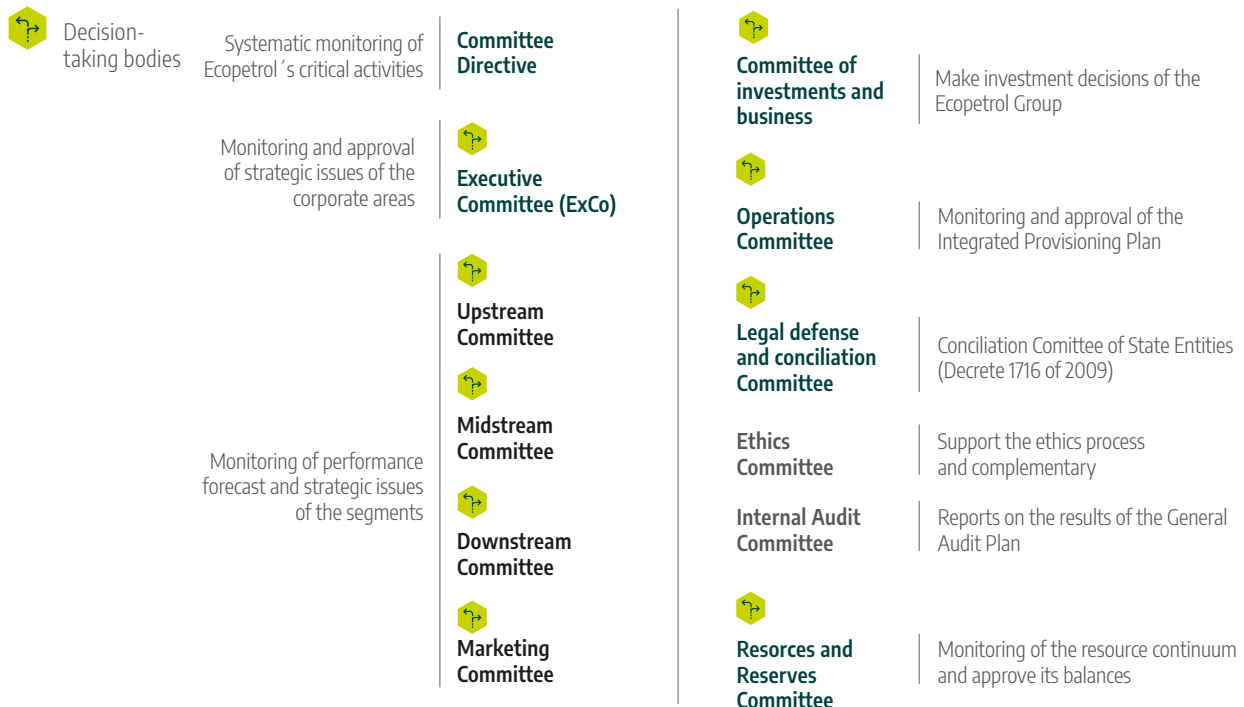 Decision-
taking bodies
Systematic monitoring of
Ecopetrol´s critical activities
Committee
Directive
Monitoring and approval
of strategic issues of the
corporate areas
Executive
Committee (ExCo)
Monitoring of performance
forecast and strategic issues
of the segments
Upstream
Committee
Midstream
Committee
Downstream
Committee
Marketing
Committee
Committee of
investments and
business
Make investment decisions of the
Ecopetrol Group
Operations
Committee
Monitoring and approval of the
Integrated Provisioning Plan
Legal defense
and conciliation
Committee
Conciliation Comittee of State Entities
(Decrete 1716 of 2009)
Ethics
Committee
Support the ethics process
and complementary
Internal Audit
Committee
Reports on the results of the General
Audit Plan
Resorces and
Reserves
Committee
Monitoring of the resource continuum
and approve its balances